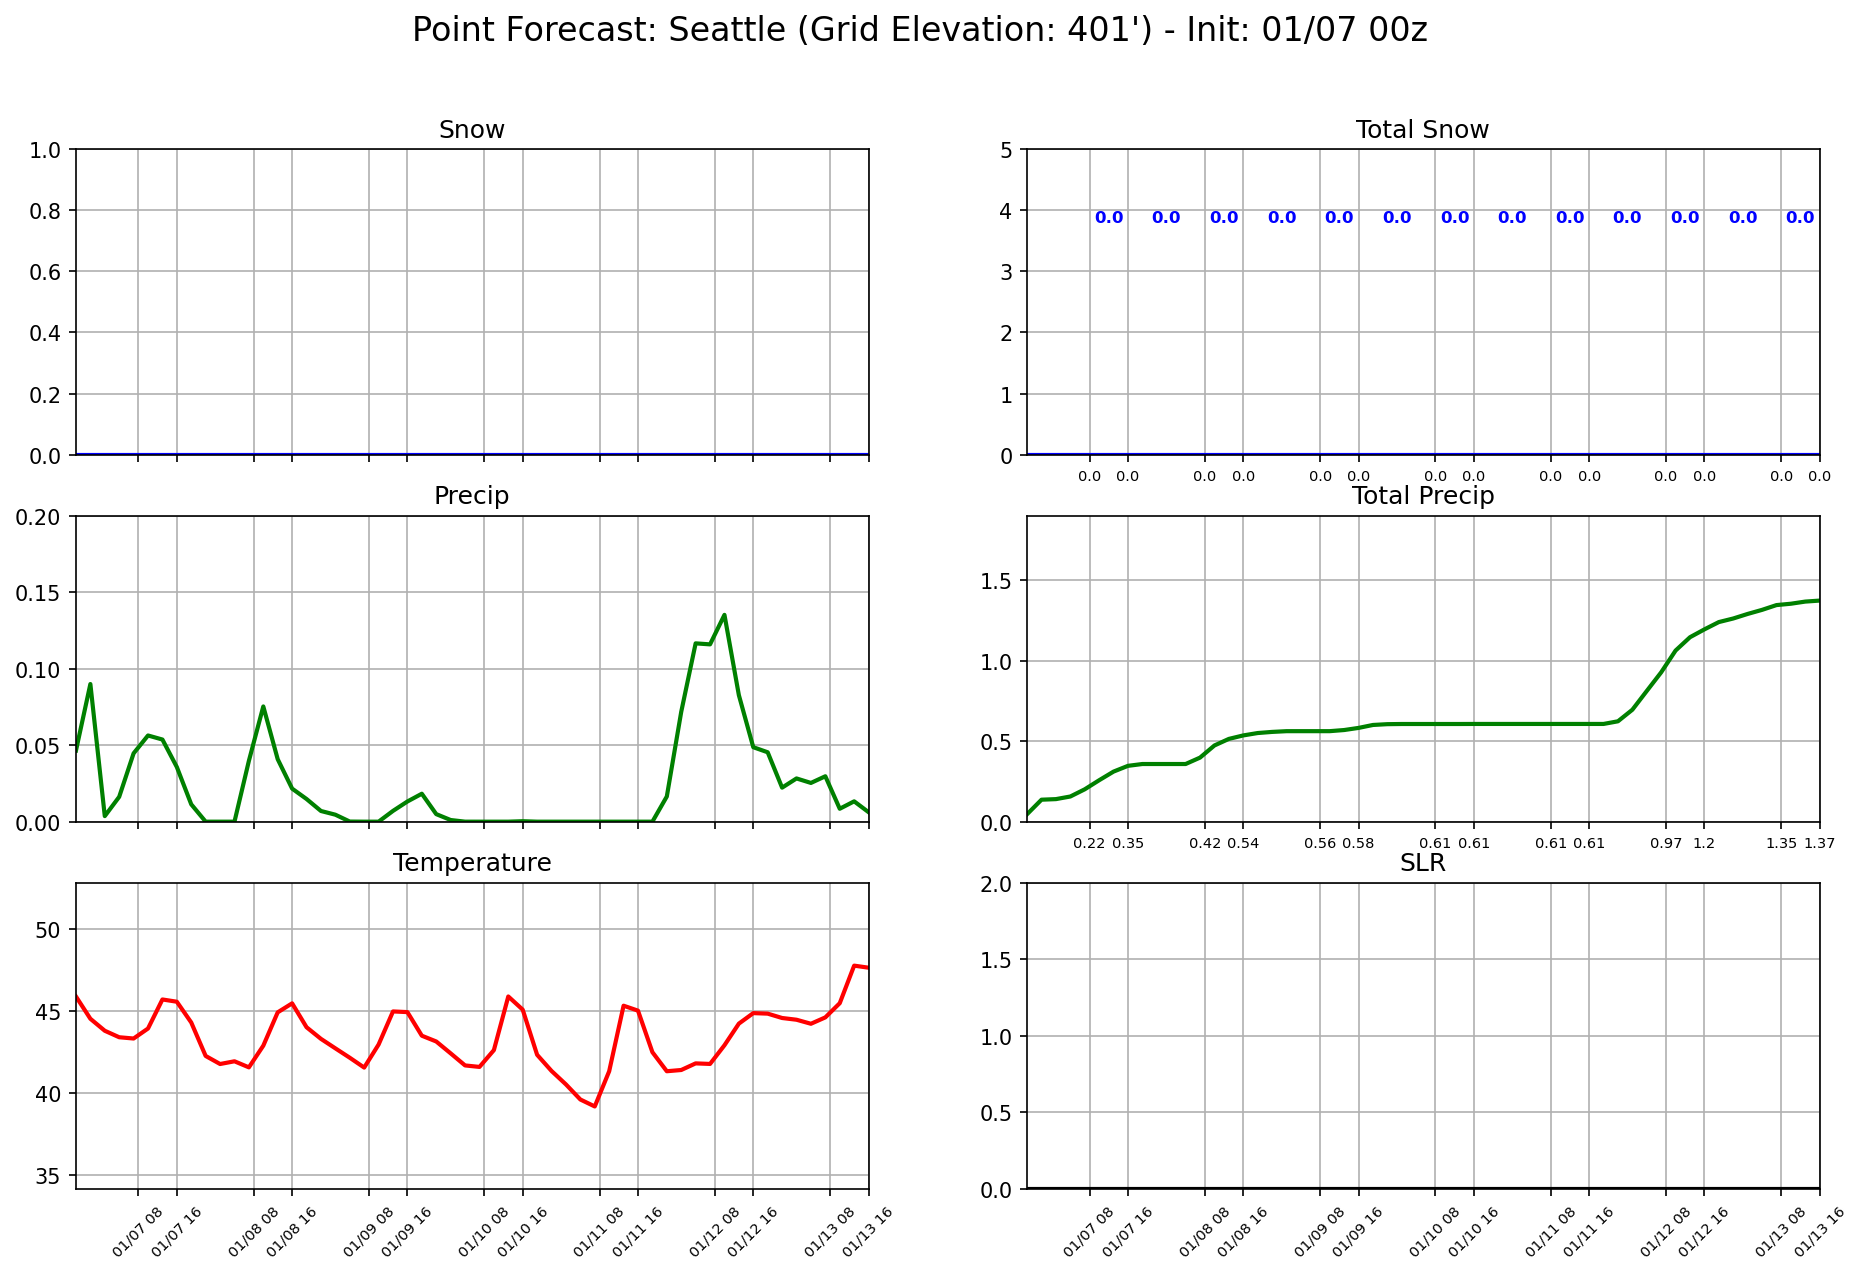 Point Forecast: Seattle (Grid Elevation: 401') - Init: 01/07 00z
Snow
1.0
0.8
0.6
0.4
0.2
0.0
Total Snow
5
4
3
2
1
0
0.0 0.0 0.0 0.0 0.0 0.0 0.0 0.0 0.0 0.0 0.0 0.0 0.0
0.0 0.0 0.0 0.0 0.0 0.0 0.0 0.0 0.0 0.0 0.0 0.0 0.0 0.0
Precip
0.20
0.15
0.10
0.05
0.00
Total Precip
1.5
1.0
0.5
0.0
0.22 0.35 0.42 0.54 0.56 0.58 0.61 0.61 0.61 0.61 0.97 1.2 1.35 1.37
Temperature
50
45
40
35
01/07 08 01/07 16 01/08 08 01/08 16 01/09 08 01/09 16 01/10 08 01/10 16 01/11 08 01/11 16 01/12 08 01/12 16 01/13 08 01/13 16
SLR
2.0
1.5
1.0
0.5
0.0
01/07 08 01/07 16 01/08 08 01/08 16 01/09 08 01/09 16 01/10 08 01/10 16 01/11 08 01/11 16 01/12 08 01/12 16 01/13 08 01/13 16